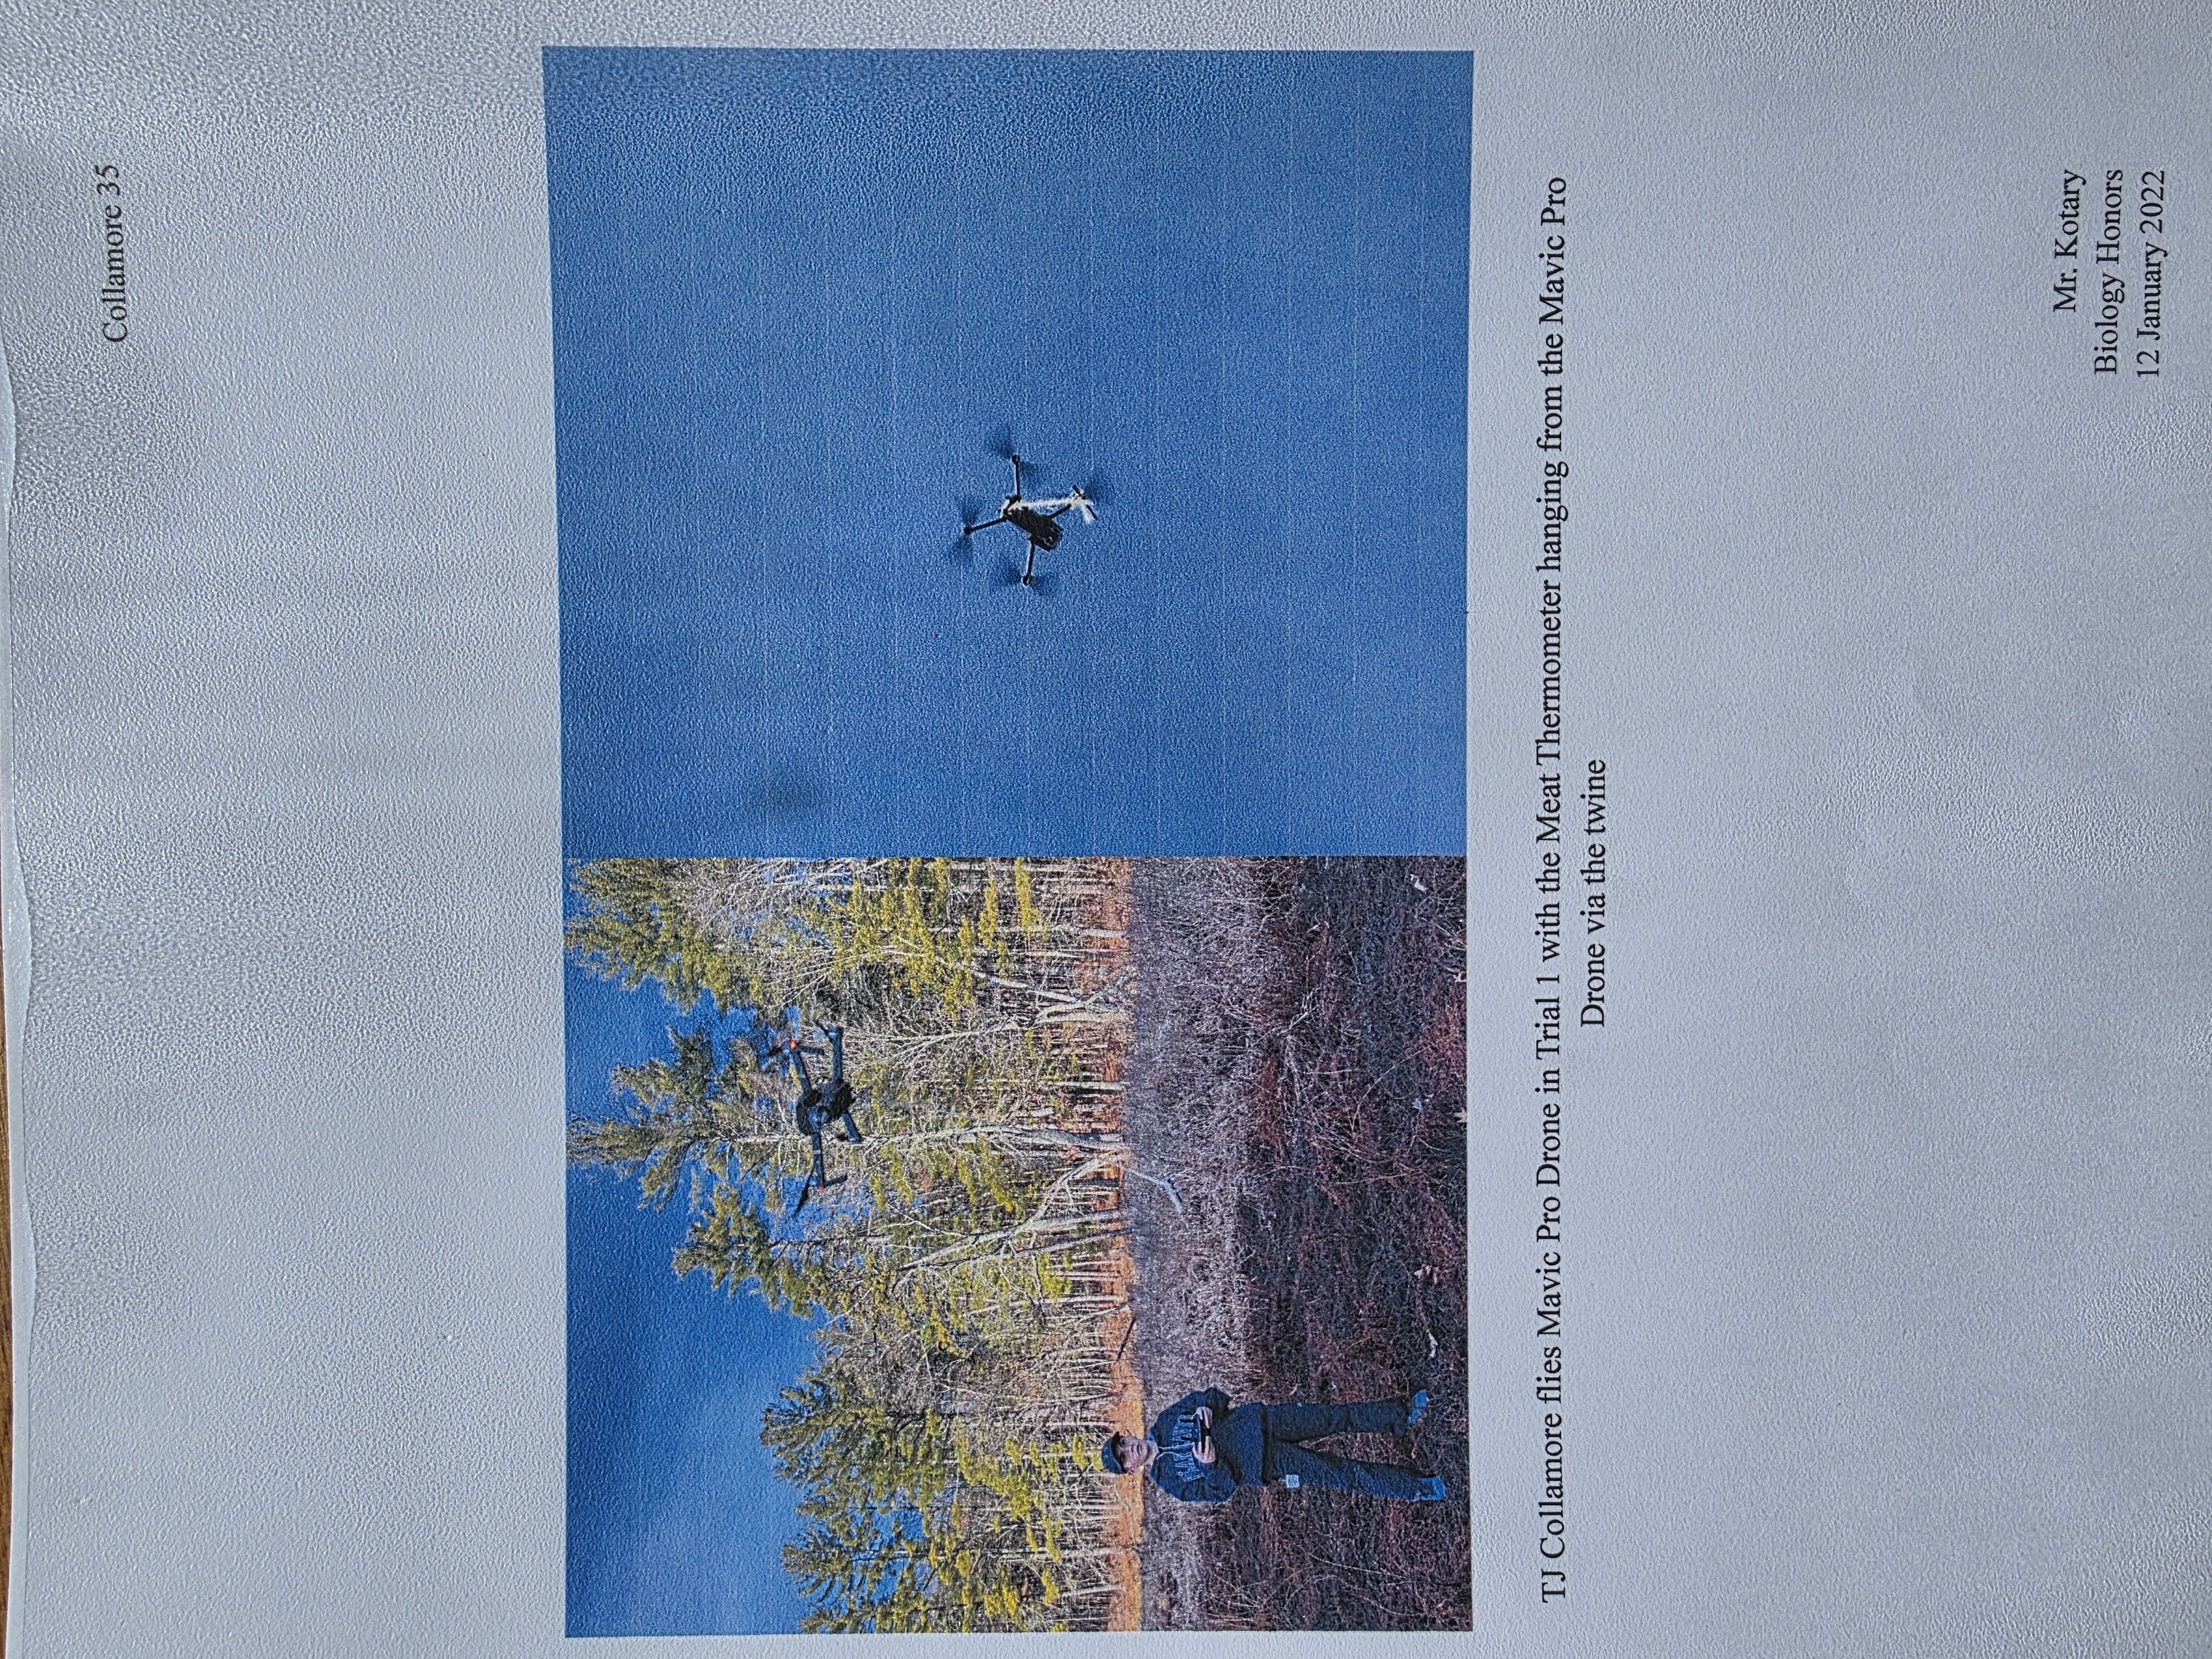 Collamore 35
TJ Collamore flies Mavic Pro Drone in Trial 1 with the Meat Thermometer hanging from the Mavic Pro
Drone via the twine
Mr. Kotary
Biology Honors
12 January 2022